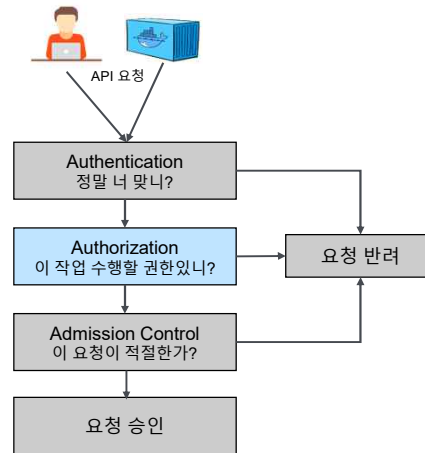 API 요청
Authentication
정말 너 맞니?
Authorization
이 작업 수행할 권한있니?
요청 반려
Admission Control
이 요청이 적절한가?
요청 승인